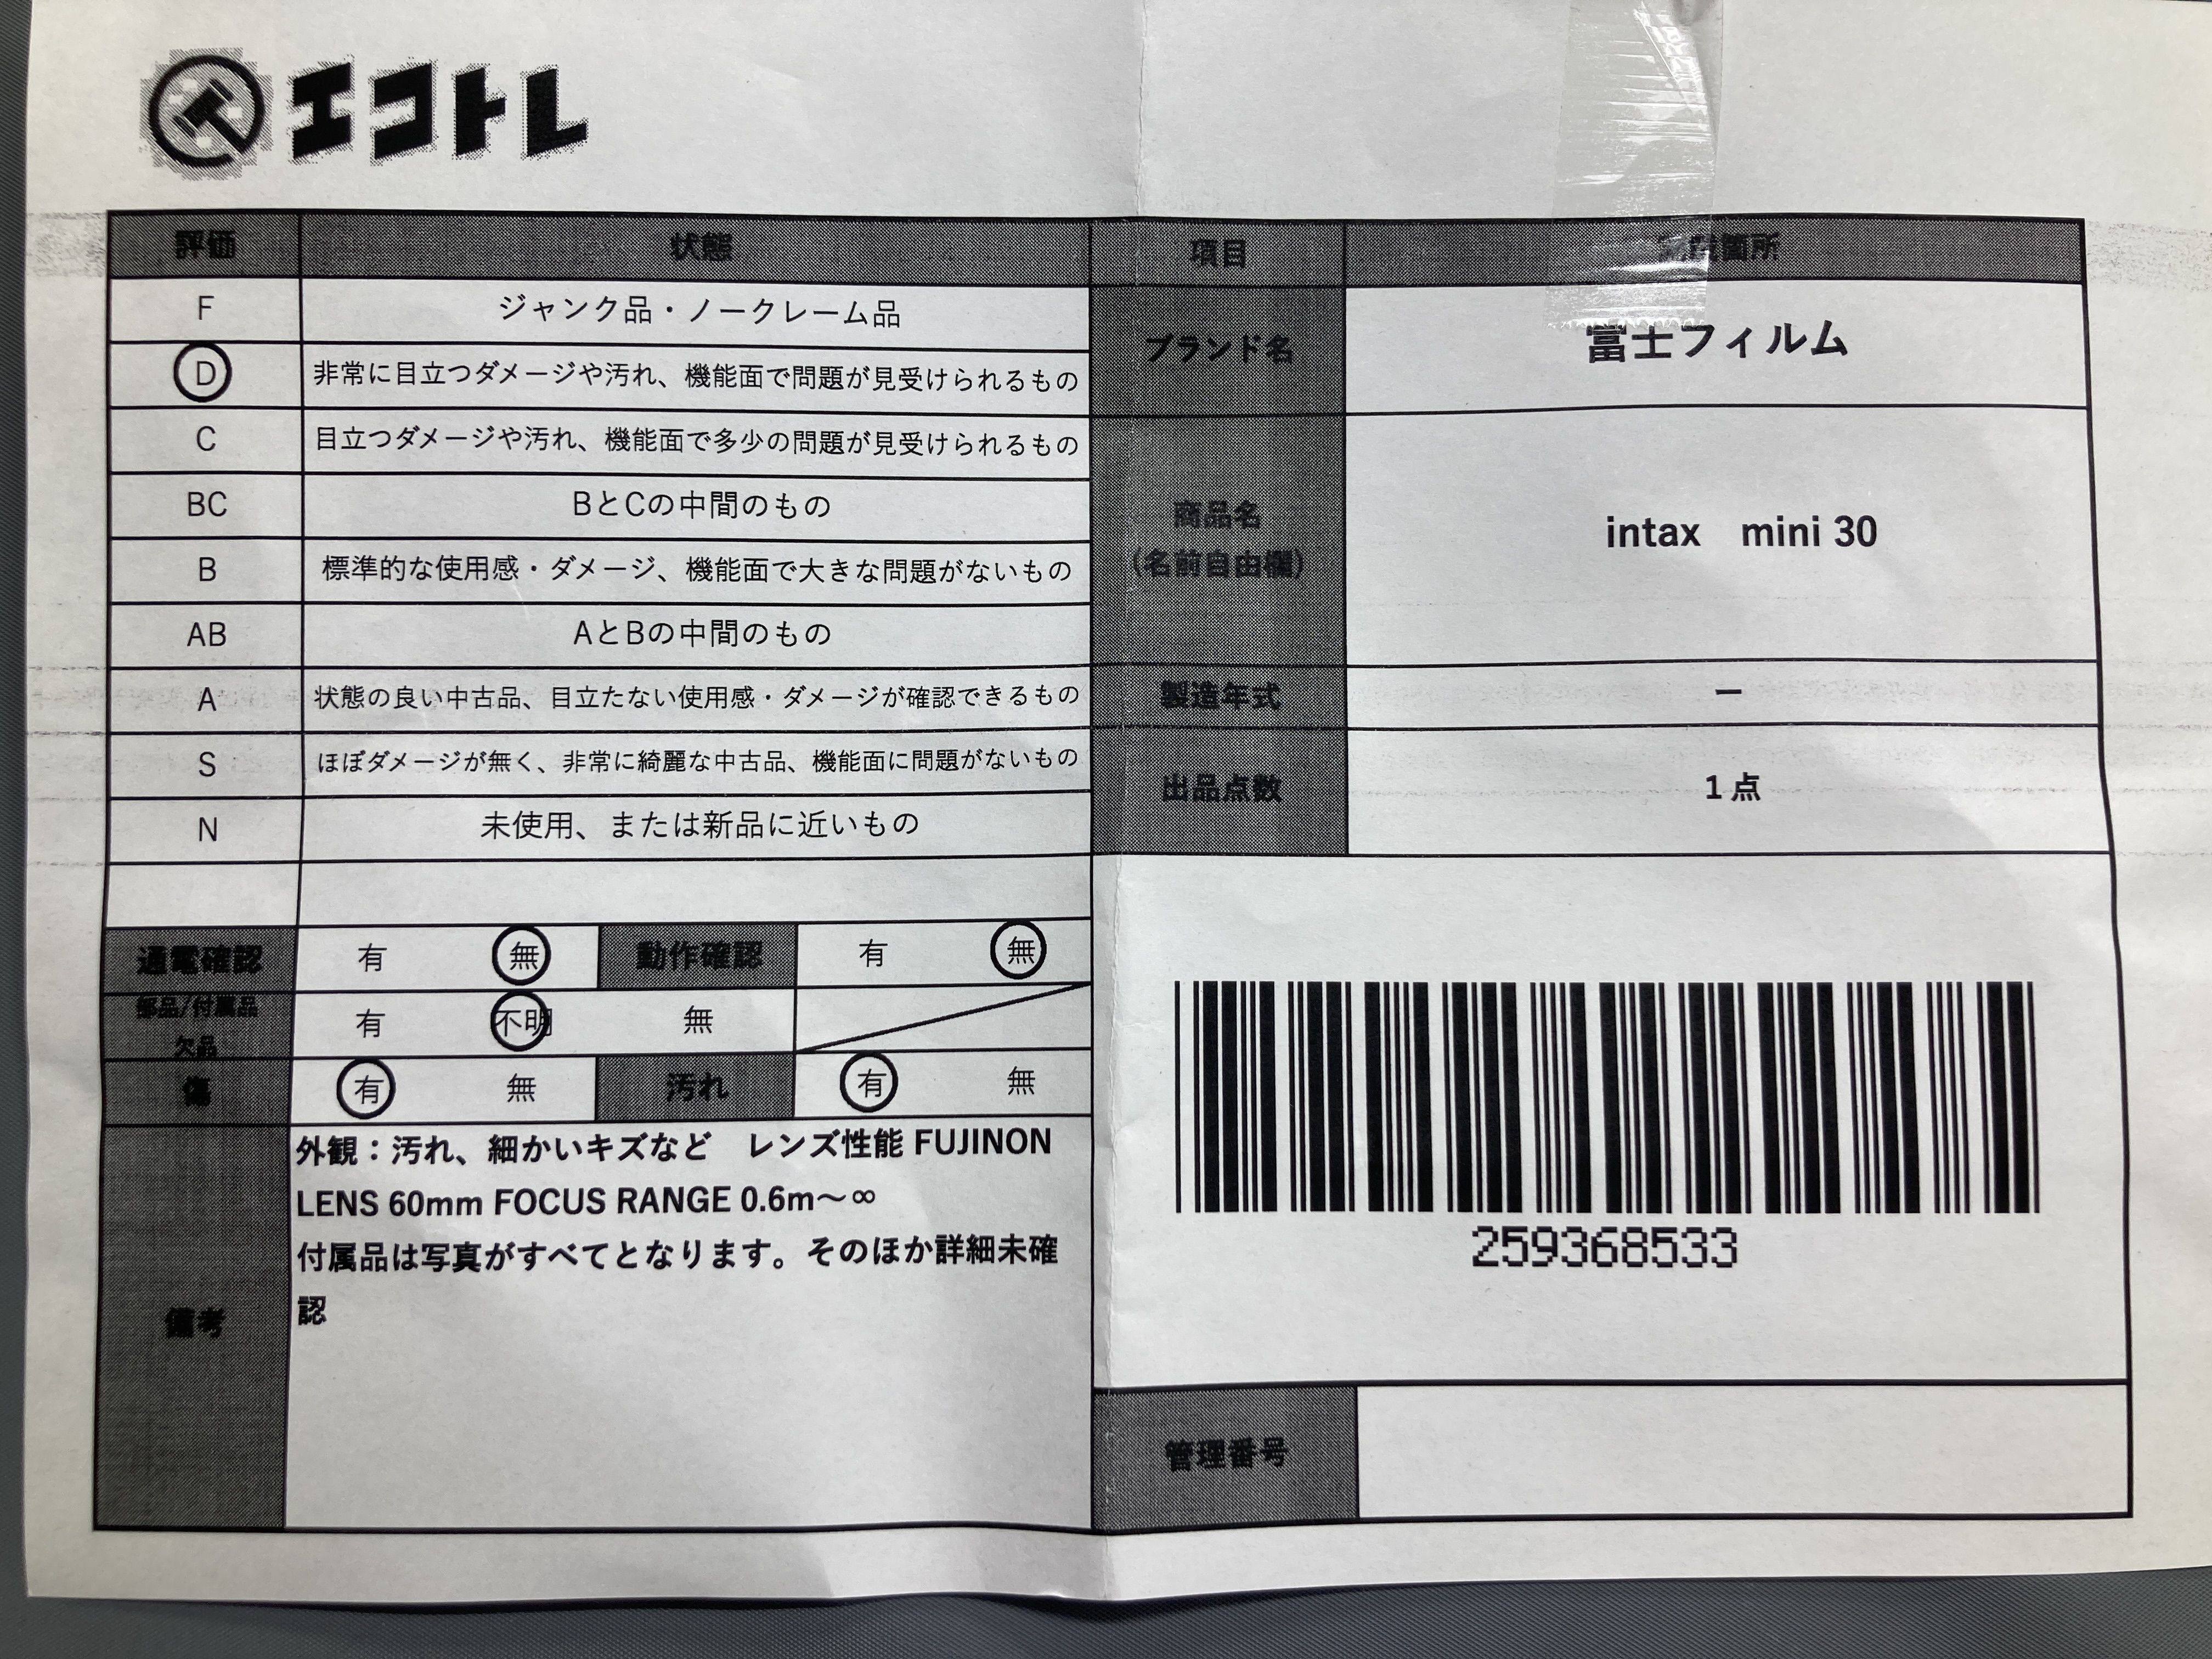 エコトレ
評価 状態
F ジャンク品・ノークレーム品
D 非常に目立つダメージや汚れ、機能面で問題が見受けられるもの
C 目立つダメージや汚れ、機能面で多少の問題が見受けられるもの
BC BとCの中間のもの
B 標準的な使用感・ダメージ、機能面で大きな問題がないもの
AB AとBの中間のもの
A 状態の良い中古品、目立たない使用感・ダメージが確認できるもの
S ほぼダメージが無く、非常に綺麗な中古品、機能面に問題がないもの
N 未使用、または新品に近いもの
通電確認 有 無 動作確認 有 無
部品/付属品
欠品
有 不明 無
傷 有 無 汚れ 有 無
備考
外観：汚れ、細かいキズなど　レンズ性能 FUJINON
LENS 60mm FOCUS RANGE 0.6m～∞
付属品は写真がすべてとなります。そのほか詳細未確
認
項目 箇所
ブランド名 富士フィルム
商品名
(名前自由欄)
intax　mini 30
製造年式 ー
出品点数 1点
259368533
管理番号